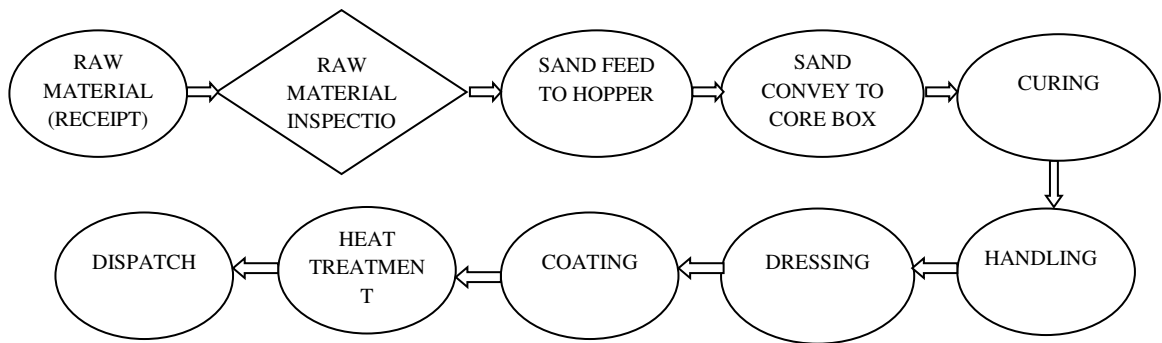 RAW
MATERIAL
(RECEIPT)
RAW
MATERIAL
INSPECTIO
SAND FEED
TO HOPPER
SAND
CONVEY TO
CORE BOX
CURING
HANDLING
DRESSING
COATING
HEAT
TREATMEN
T
DISPATCH